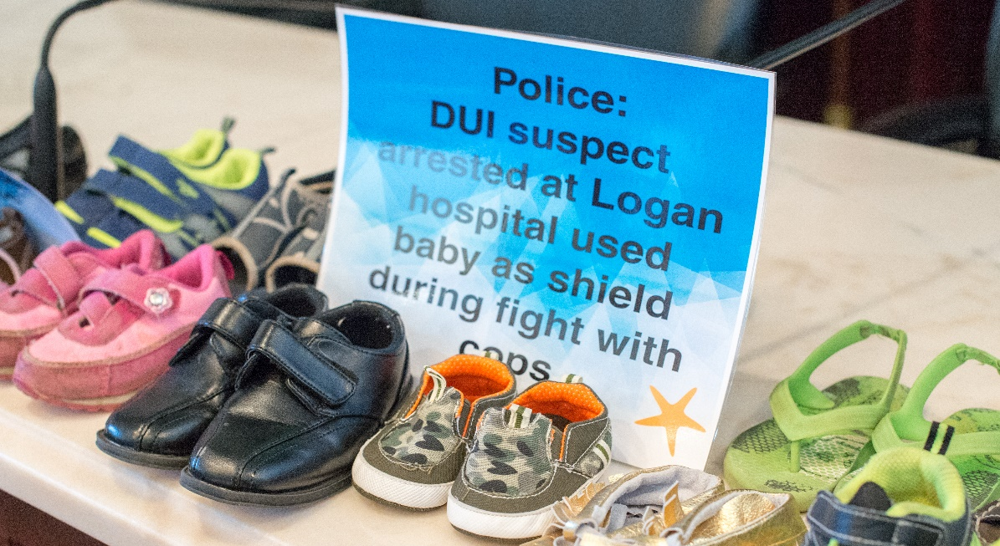 Police:
DUI suspect
arrested at Logan
hospital used
baby as shield
during fight with
cops